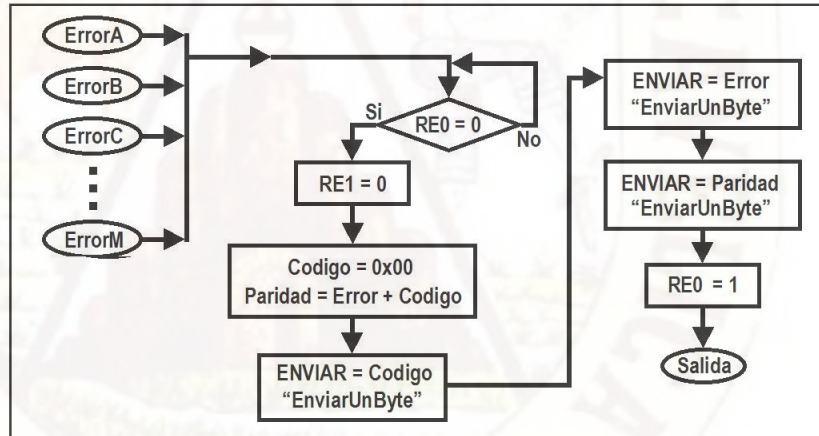 ErrorA
ErrorB
ErrorC
ErrorM
RE0 = 0
Si
No
RE1 = 0
Codigo = 0x00
Paridad = Error + Codigo
ENVIAR = Codigo
“EnviarUnByte”
ENVIAR = Error
“EnviarUnByte”
ENVIAR = Paridad
“EnviarUnByte”
RE0 = 1
Salida